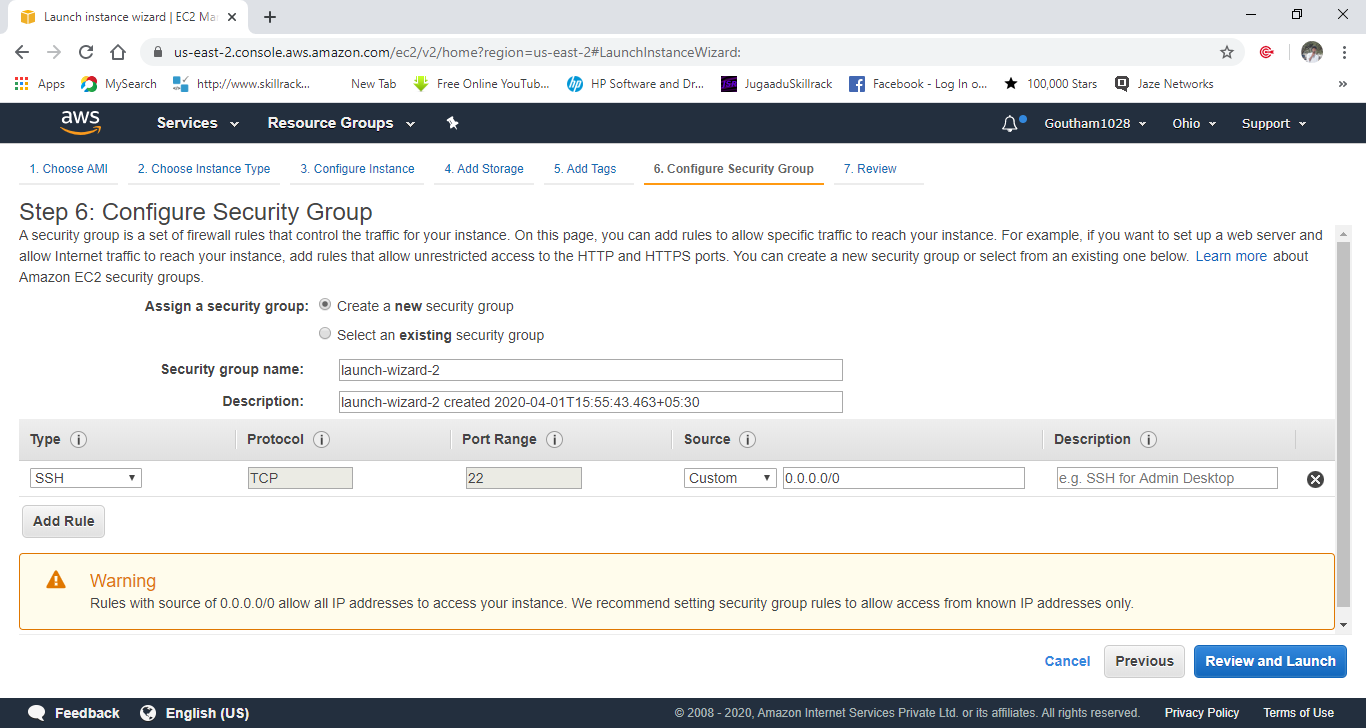 Launch instance wizard | EC2 Ma
us-east-2.console.aws.amazon.com/ec2/v2/home?region=us-east-2#LaunchInstanceWizard:
Apps MySearch http://www.skillrack... New Tab Free Online YouTub... HP Software and Dr... JugaaduSkillrack Facebook - Log In o... 100,000 Stars Jaze Networks »
aws Services Resource Groups Goutham1028 Ohio Support
1. Choose AMI 2. Choose Instance Type 3. Configure Instance 4. Add Storage 5. Add Tags 6. Configure Security Group 7. Review
Step 6: Configure Security Group
A security group is a set of firewall rules that control the traffic for your instance. On this page, you can add rules to allow specific traffic to reach your instance. For example, if you want to set up a web server and
allow Internet traffic to reach your instance, add rules that allow unrestricted access to the HTTP and HTTPS ports. You can create a new security group or select from an existing one below. Learn more about
Amazon EC2 security groups.
Assign a security group: Create a new security group
Select an existing security group
Security group name: launch-wizard-2
Description: launch-wizard-2 created 2020-04-01T15:55:43.463+05:30
Type i Protocol i Port Range i Source i Description i
SSH TCP 22 Custom 0.0.0.0/0 e.g. SSH for Admin Desktop
Add Rule
Warning
Rules with source of 0.0.0.0/0 allow all IP addresses to access your instance. We recommend setting security group rules to allow access from known IP addresses only.
Cancel Previous Review and Launch
Feedback English (US) © 2008 - 2020, Amazon Internet Services Private Ltd. or its affiliates. All rights reserved. Privacy Policy Terms of Use